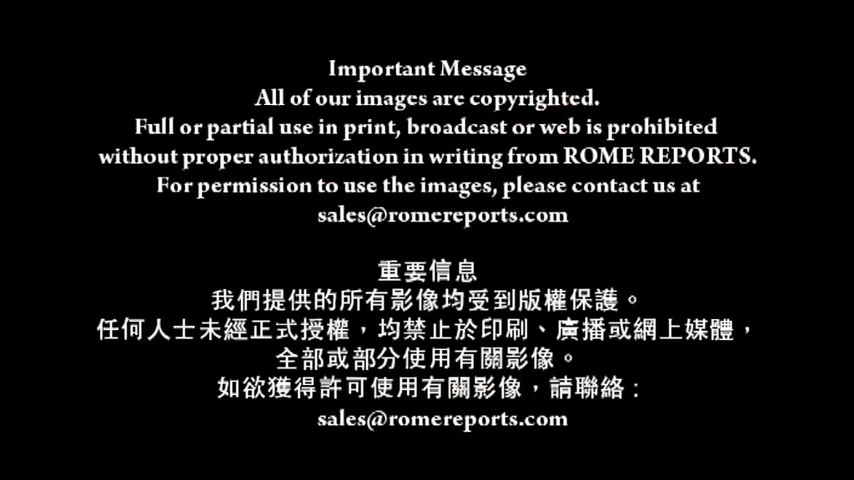 Important Message
All of our images are copyrighted.
Full or partial use in print, broadcast or web is prohibited
without proper authorization in writing from ROME REPORTS.
For permission to use the images, please contact us at
sales@romereports.com
重要信息
我們提供的所有影像均受到版權保護。
任何人士未經正式授權，均禁止於印刷、廣播或網上媒體，
全部或部分使用有關影像。
如欲獲得許可使用有關影像，請聯絡：
sales@romereports.com